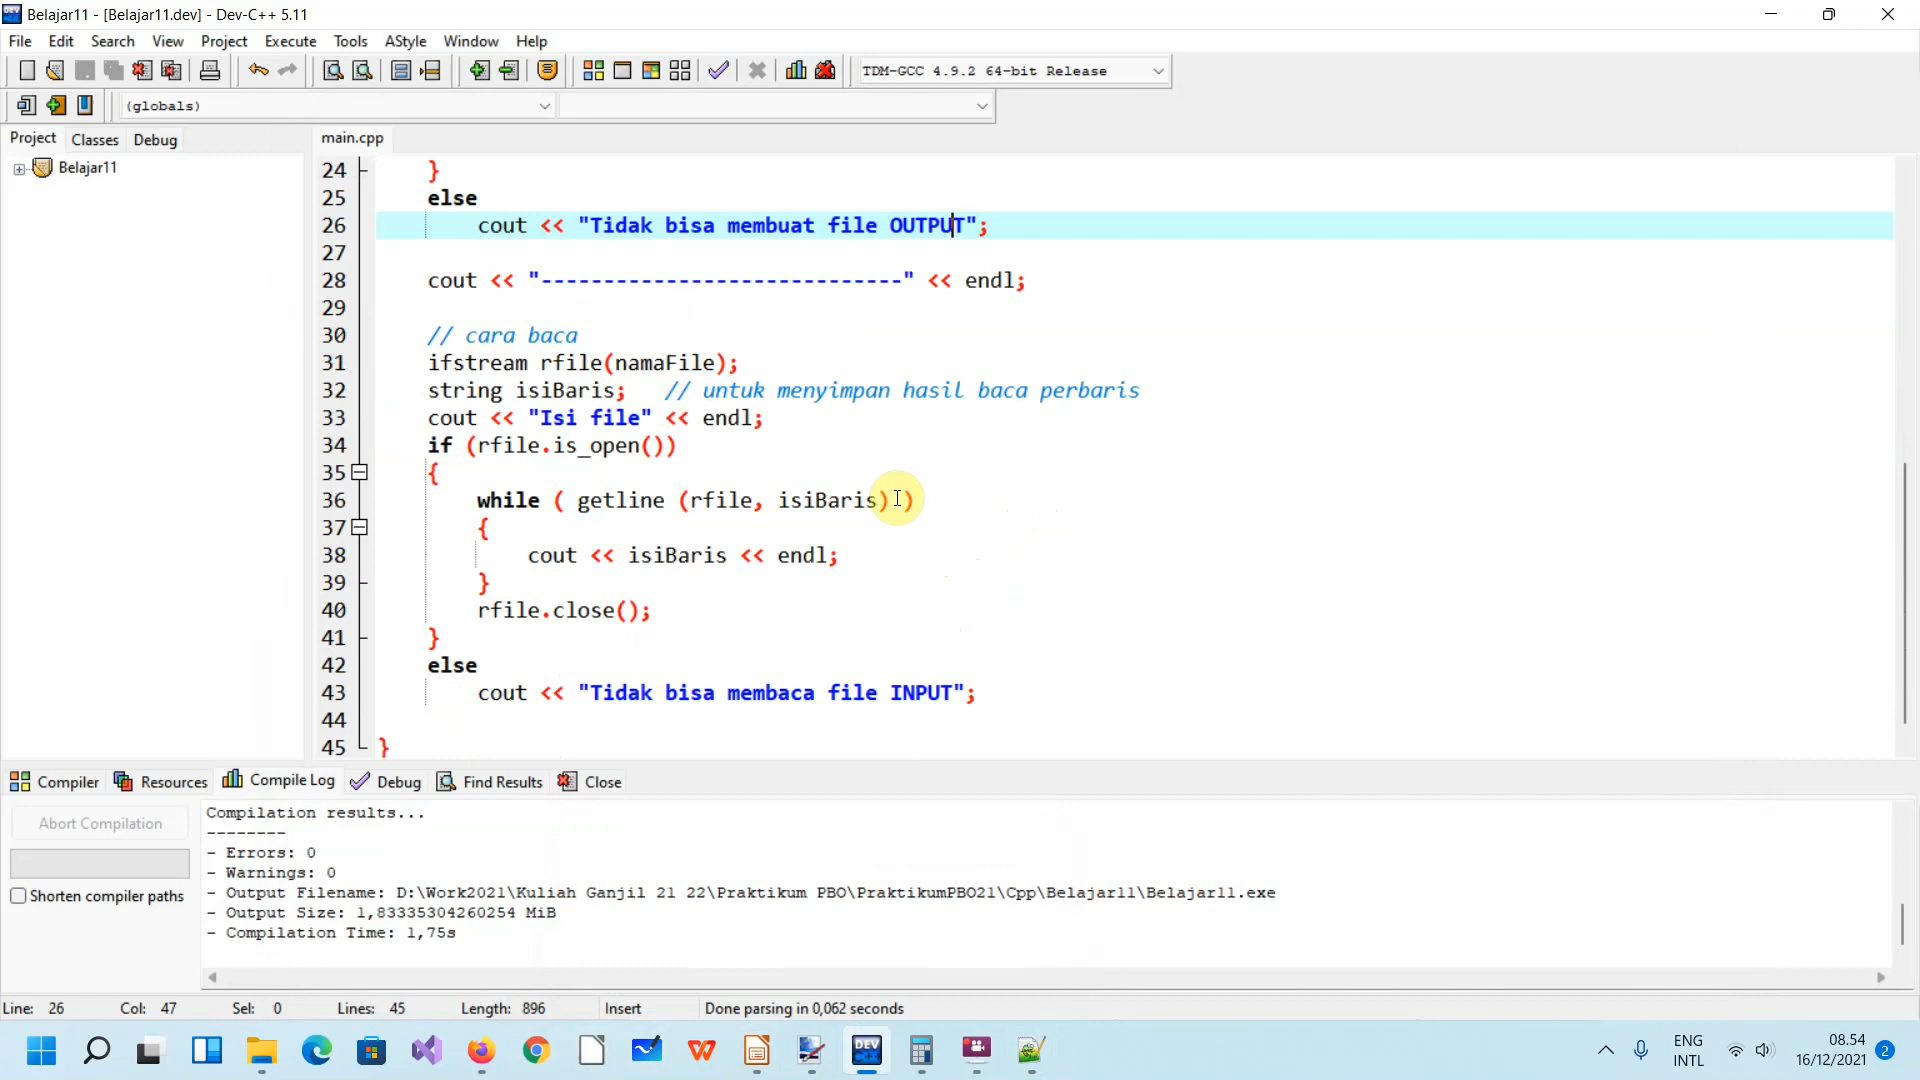 Belajar11 - [Belajar11.dev] - Dev-C++ 5.11
File Edit Search View Project Execute Tools AStyle Window Help
TDM-GCC 4.9.2 64-bit Release
(globals)
Project Classes Debug
main.cpp
Belajar11
24 }
25 else
26 cout << "Tidak bisa membuat file OUTPUT";
27
28 cout << "-----------------------------" << endl;
29
30 // cara baca
31 ifstream rfile(namaFile);
32 string isiBaris; // untuk menyimpan hasil baca perbaris
33 cout << "Isi file" << endl;
34 if (rfile.is_open())
35 {
36 while ( getline (rfile, isiBaris) )
37 {
38 cout << isiBaris << endl;
39 }
40 rfile.close();
41 }
42 else
43 cout << "Tidak bisa membaca file INPUT";
44
45 }
Compiler Resources Compile Log Debug Find Results Close
Abort Compilation
Shorten compiler paths
Compilation results...
--------
- Errors: 0
- Warnings: 0
- Output Filename: D:\Work2021\Kuliah Ganjil 21 22\Praktikum PBO\PraktikumPBO21\Cpp\Belajar11\Belajar11.exe
- Output Size: 1,83335304260254 MiB
- Compilation Time: 1,75s
Line: 26 Col: 47 Sel: 0 Lines: 45 Length: 896 Insert Done parsing in 0,062 seconds
DEV C++
ENG
INTL
08.54
16/12/2021
2